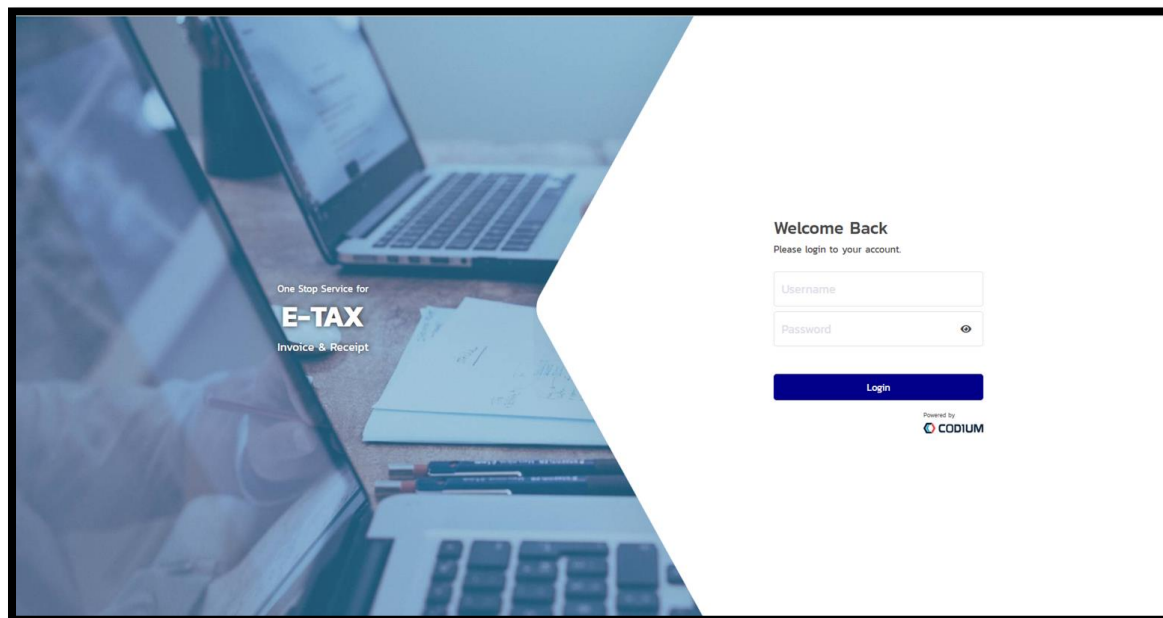 One Stop Service for
E-TAX
Invoice & Receipt
Welcome Back
Please login to your account.
Username
Password
Login
Powered by
CODIUM